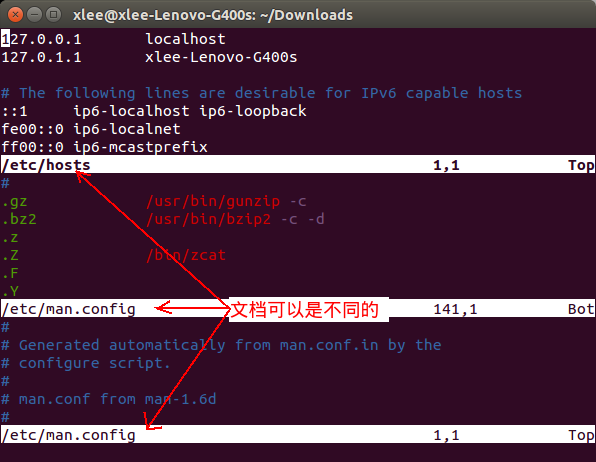 xlee@xlee-Lenovo-G400s: ~/Downloads
127.0.0.1       localhost
127.0.1.1       xlee-Lenovo-G400s
# The following lines are desirable for IPv6 capable hosts
::1     ip6-localhost ip6-loopback
fe00::0 ip6-localnet
ff00::0 ip6-mcastprefix
/etc/hosts                                      1,1            Top
#
.gz             /usr/bin/gunzip -c
.bz2            /usr/bin/bzip2 -c -d
.z
.Z              /bin/zcat
.F
.Y
/etc/man.config 文档可以是不同的 141,1          Bot
#
# Generated automatically from man.conf.in by the
# configure script.
#
# man.conf from man-1.6d
#
/etc/man.config                                 1,1            Top